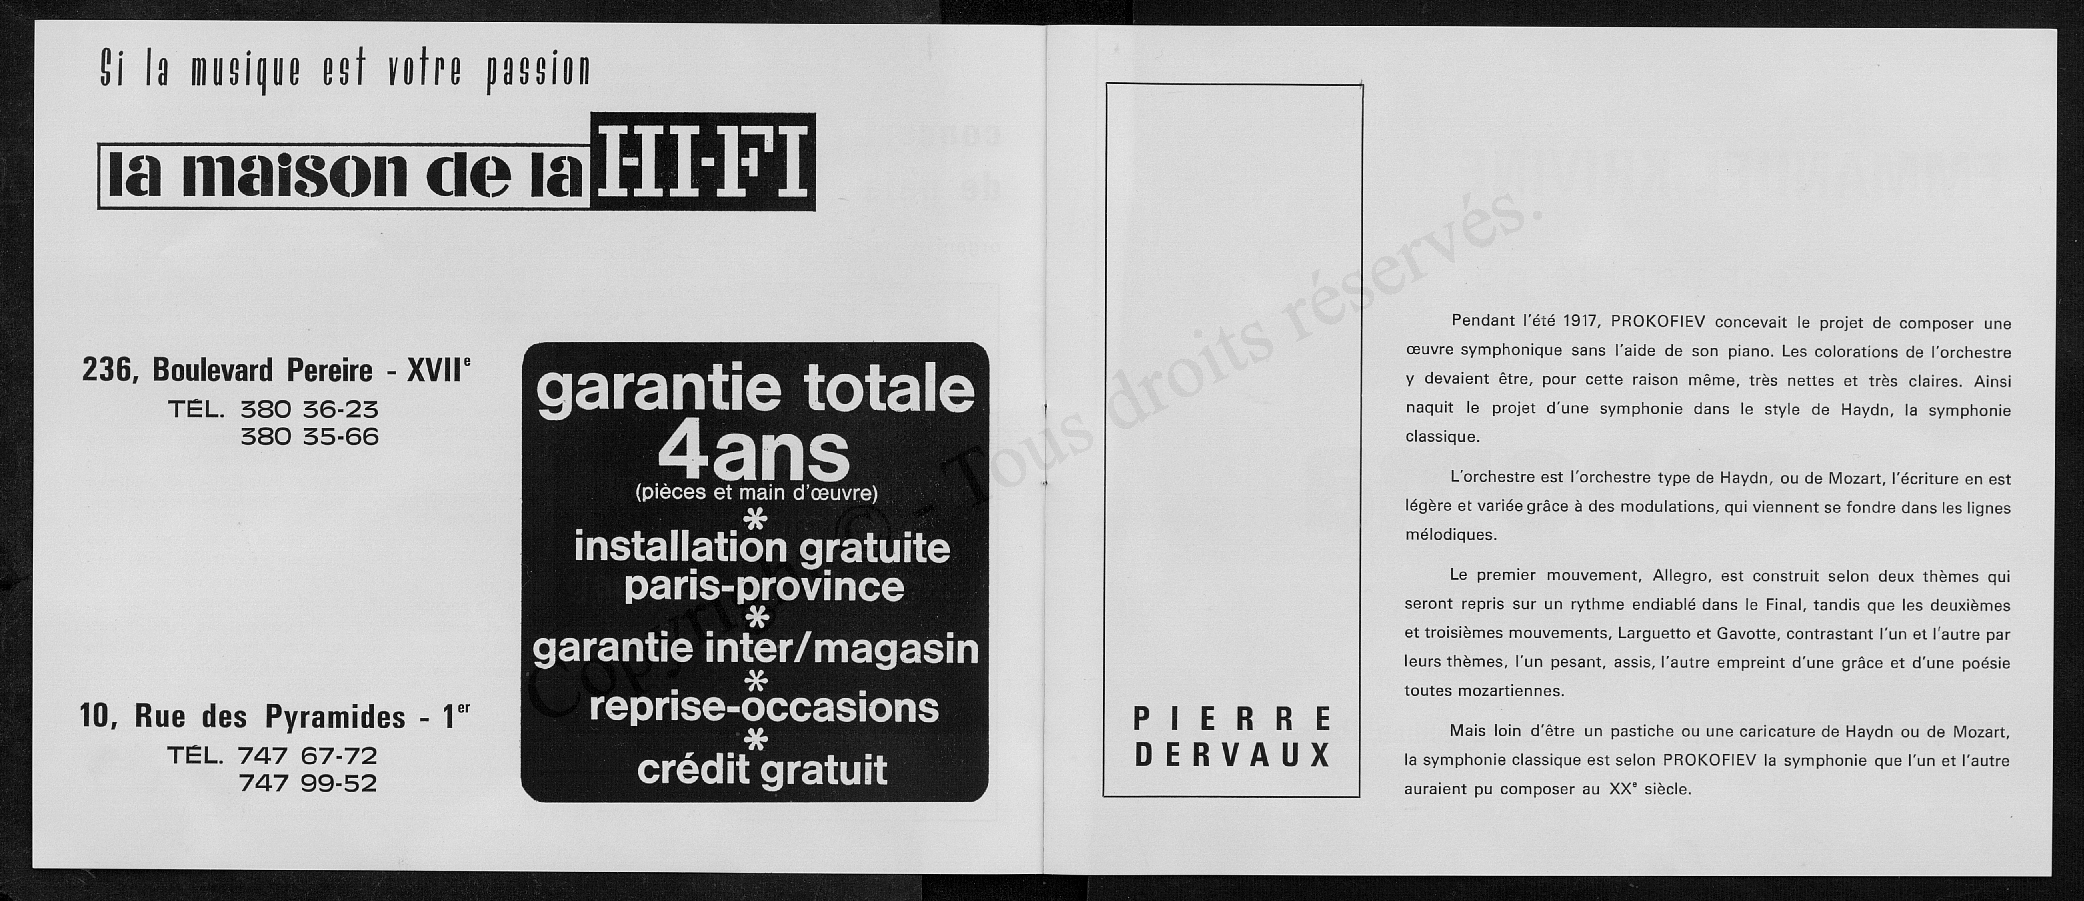 Si la musique est votre passion
la maison de la HI-FI
236, Boulevard Pereire - XVIIe
TÉL. 380 36-23
380 35-66
10, Rue des Pyramides - 1er
TÉL. 747 67-72
747 99-52
garantie totale
4 ans
(pièces et main d'œuvre)
*
installation gratuite
paris-province
*
garantie inter/magasin
*
reprise-occasions
*
crédit gratuit
PIERRE
DERVAUX
Pendant l'été 1917, PROKOFIEV concevait le projet de composer une
œuvre symphonique sans l'aide de son piano. Les colorations de l'orchestre
y devaient être, pour cette raison même, très nettes et très claires. Ainsi
naquit le projet d'une symphonie dans le style de Haydn, la symphonie
classique.
L'orchestre est l'orchestre type de Haydn, ou de Mozart, l'écriture en est
légère et variée grâce à des modulations, qui viennent se fondre dans les lignes
mélodiques.
Le premier mouvement, Allegro, est construit selon deux thèmes qui
seront repris sur un rythme endiablé dans le Final, tandis que les deuxièmes
et troisièmes mouvements, Larguetto et Gavotte, contrastant l'un et l'autre par
leurs thèmes, l'un pesant, assis, l'autre empreint d'une grâce et d'une poésie
toutes mozartiennes.
Mais loin d'être un pastiche ou une caricature de Haydn ou de Mozart,
la symphonie classique est selon PROKOFIEV la symphonie que l'un et l'autre
auraient pu composer au XXe siècle.
Copyright © - Tous droits réservés.